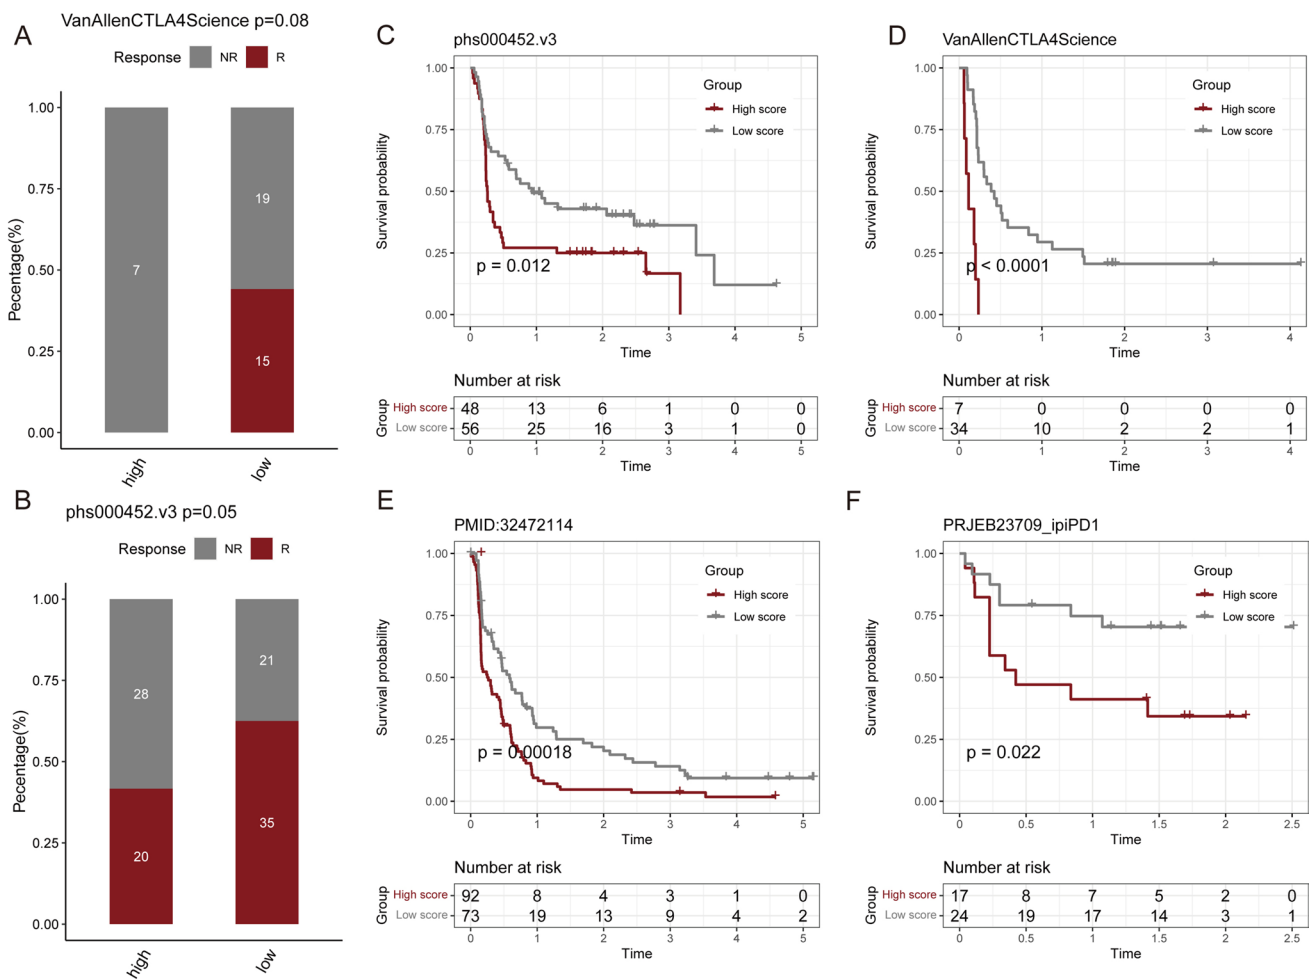 A
VanAllenCTLA4Science p=0.08
Response NR R
Pecentage(%)
1.00
0.75
0.50
0.25
0.00
7
19
15
high
low
B
phs000452.v3 p=0.05
Response NR R
Pecentage(%)
1.00
0.75
0.50
0.25
0.00
28
20
21
35
high
low
C
phs000452.v3
Survival probability
1.00
0.75
0.50
0.25
0.00
Group
High score
Low score
p = 0.012
0 1 2 3 4 5
Time
Number at risk
Group
High score 48 13 6 1 0 0
Low score 56 25 16 3 1 0
0 1 2 3 4 5
Time
D
VanAllenCTLA4Science
Survival probability
1.00
0.75
0.50
0.25
0.00
Group
High score
Low score
p < 0.0001
0 1 2 3 4
Time
Number at risk
Group
High score 7 0 0 0 0
Low score 34 10 2 2 1
0 1 2 3 4
Time
E
PMID:32472114
Survival probability
1.00
0.75
0.50
0.25
0.00
Group
High score
Low score
p = 0.00018
0 1 2 3 4 5
Time
Number at risk
Group
High score 92 8 4 3 1 0
Low score 73 19 13 9 4 2
0 1 2 3 4 5
Time
F
PRJEB23709_ipiPD1
Survival probability
1.00
0.75
0.50
0.25
0.00
Group
High score
Low score
p = 0.022
0 0.5 1 1.5 2 2.5
Time
Number at risk
Group
High score 17 8 7 5 2 0
Low score 24 19 17 14 3 1
0 0.5 1 1.5 2 2.5
Time